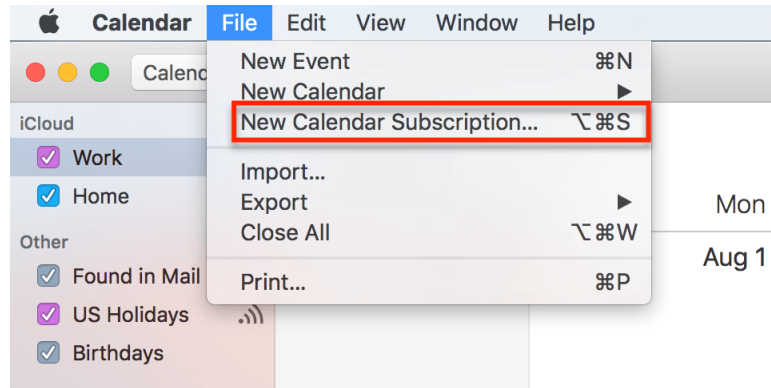 Calendar File Edit View Window Help
Calend
New Event ⌘N
New Calendar ▶
New Calendar Subscription... ⌥⌘S
Import...
Export ▶
Close All ⌥⌘W
Print... ⌘P
iCloud
Work
Home
Other
Found in Mail
US Holidays
Birthdays
Mon
Aug 1